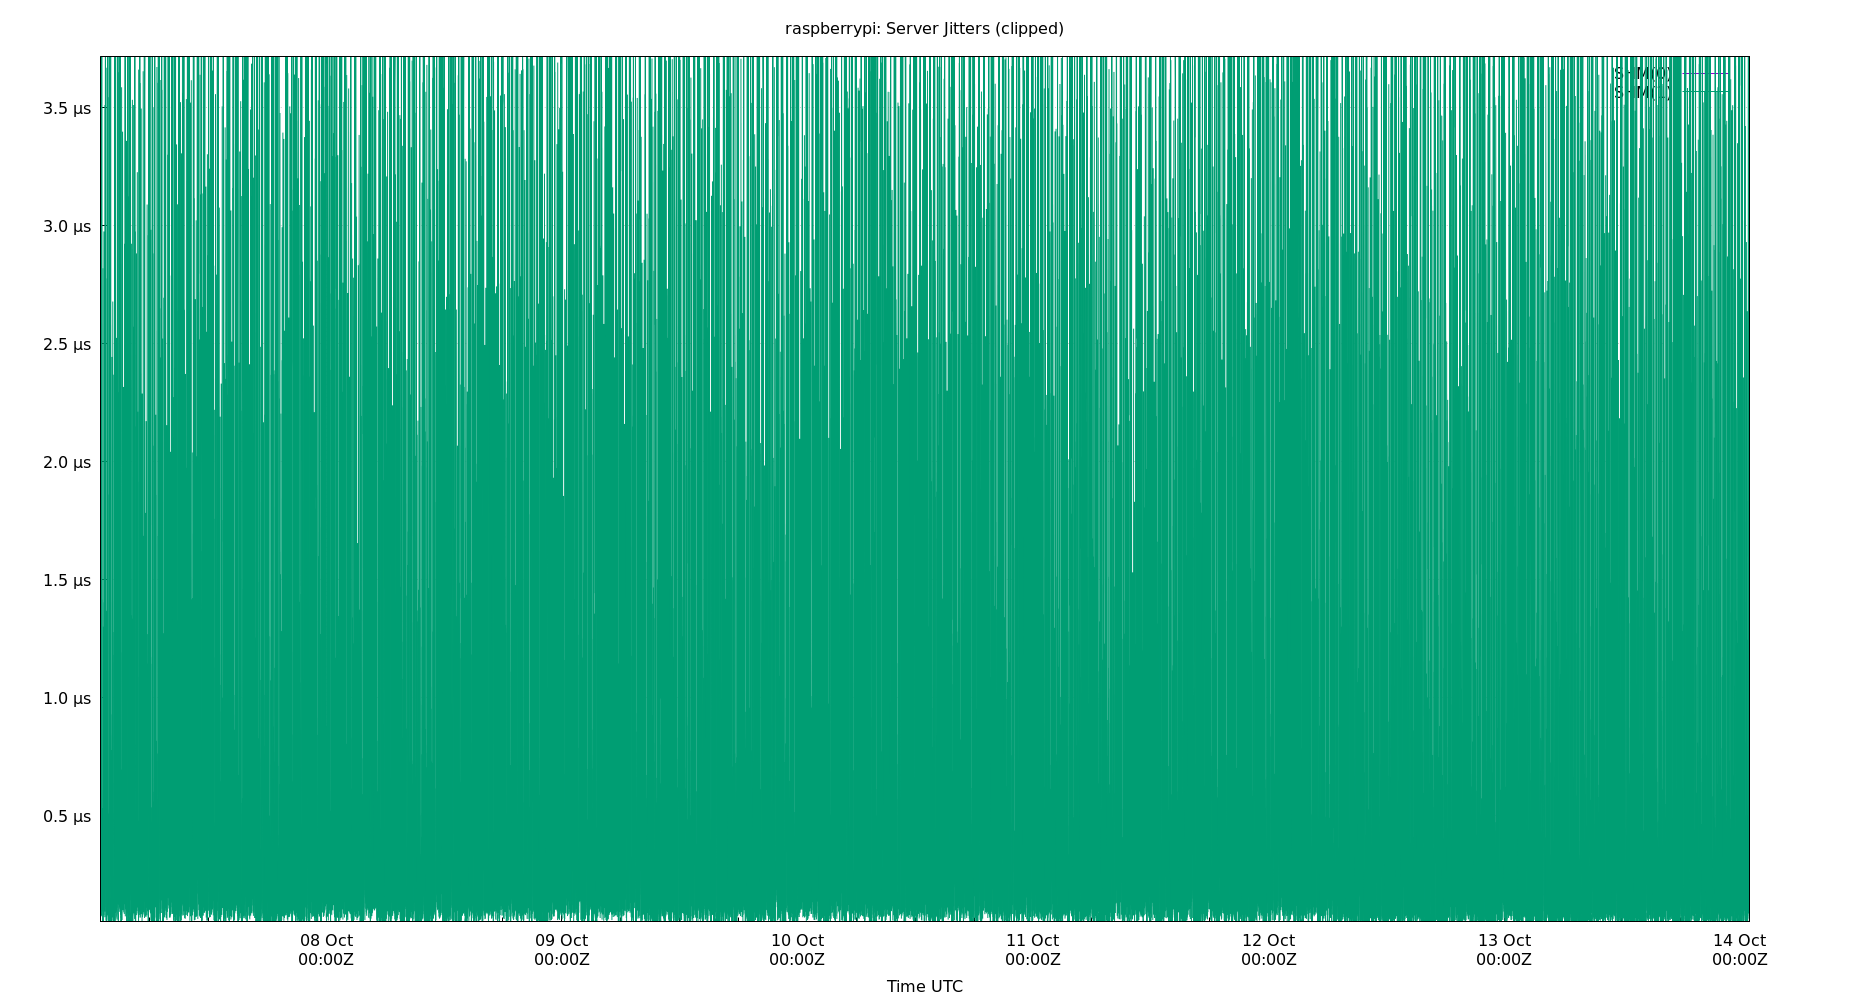 raspberrypi: Server Jitters (clipped)
3.5 µs
3.0 µs
2.5 µs
2.0 µs
1.5 µs
1.0 µs
0.5 µs
08 Oct
00:00Z
09 Oct
00:00Z
10 Oct
00:00Z
11 Oct
00:00Z
12 Oct
00:00Z
13 Oct
00:00Z
14 Oct
00:00Z
Time UTC